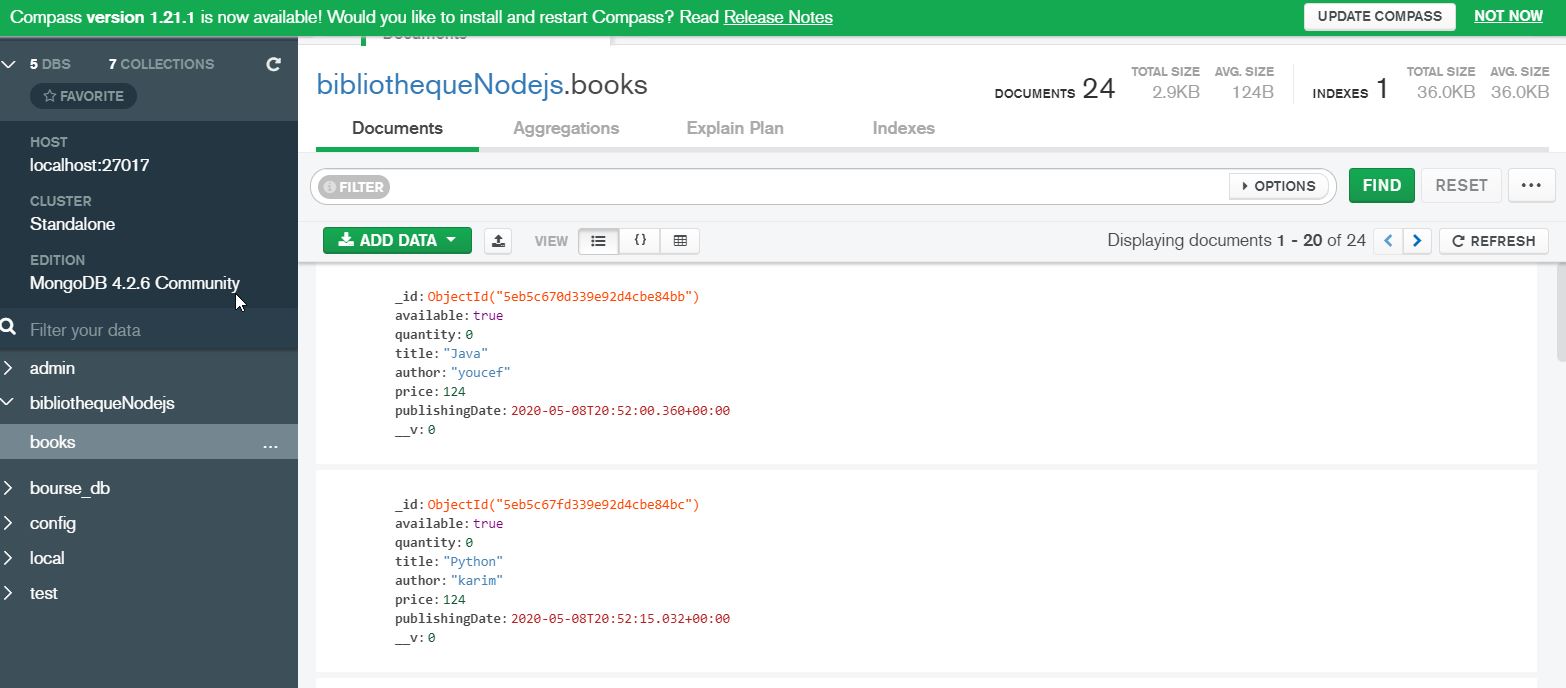 Compass version 1.21.1 is now available! Would you like to install and restart Compass? Read Release Notes
UPDATE COMPASS
NOT NOW
5 DBS 7 COLLECTIONS
FAVORITE
HOST
localhost:27017
CLUSTER
Standalone
EDITION
MongoDB 4.2.6 Community
Filter your data
admin
bibliothequeNodejs
books ...
bourse_db
config
local
test
Documents
bibliothequeNodejs.books
DOCUMENTS 24
TOTAL SIZE
2.9KB
AVG. SIZE
124B
INDEXES 1
TOTAL SIZE
36.0KB
AVG. SIZE
36.0KB
Documents Aggregations Explain Plan Indexes
FILTER
OPTIONS
FIND
RESET
...
ADD DATA
VIEW
{}
Displaying documents 1 - 20 of 24
REFRESH
_id: ObjectId("5eb5c670d339e92d4cbe84bb")
available: true
quantity: 0
title: "Java"
author: "youcef"
price: 124
publishingDate: 2020-05-08T20:52:00.360+00:00
__v: 0
_id: ObjectId("5eb5c67fd339e92d4cbe84bc")
available: true
quantity: 0
title: "Python"
author: "karim"
price: 124
publishingDate: 2020-05-08T20:52:15.032+00:00
__v: 0